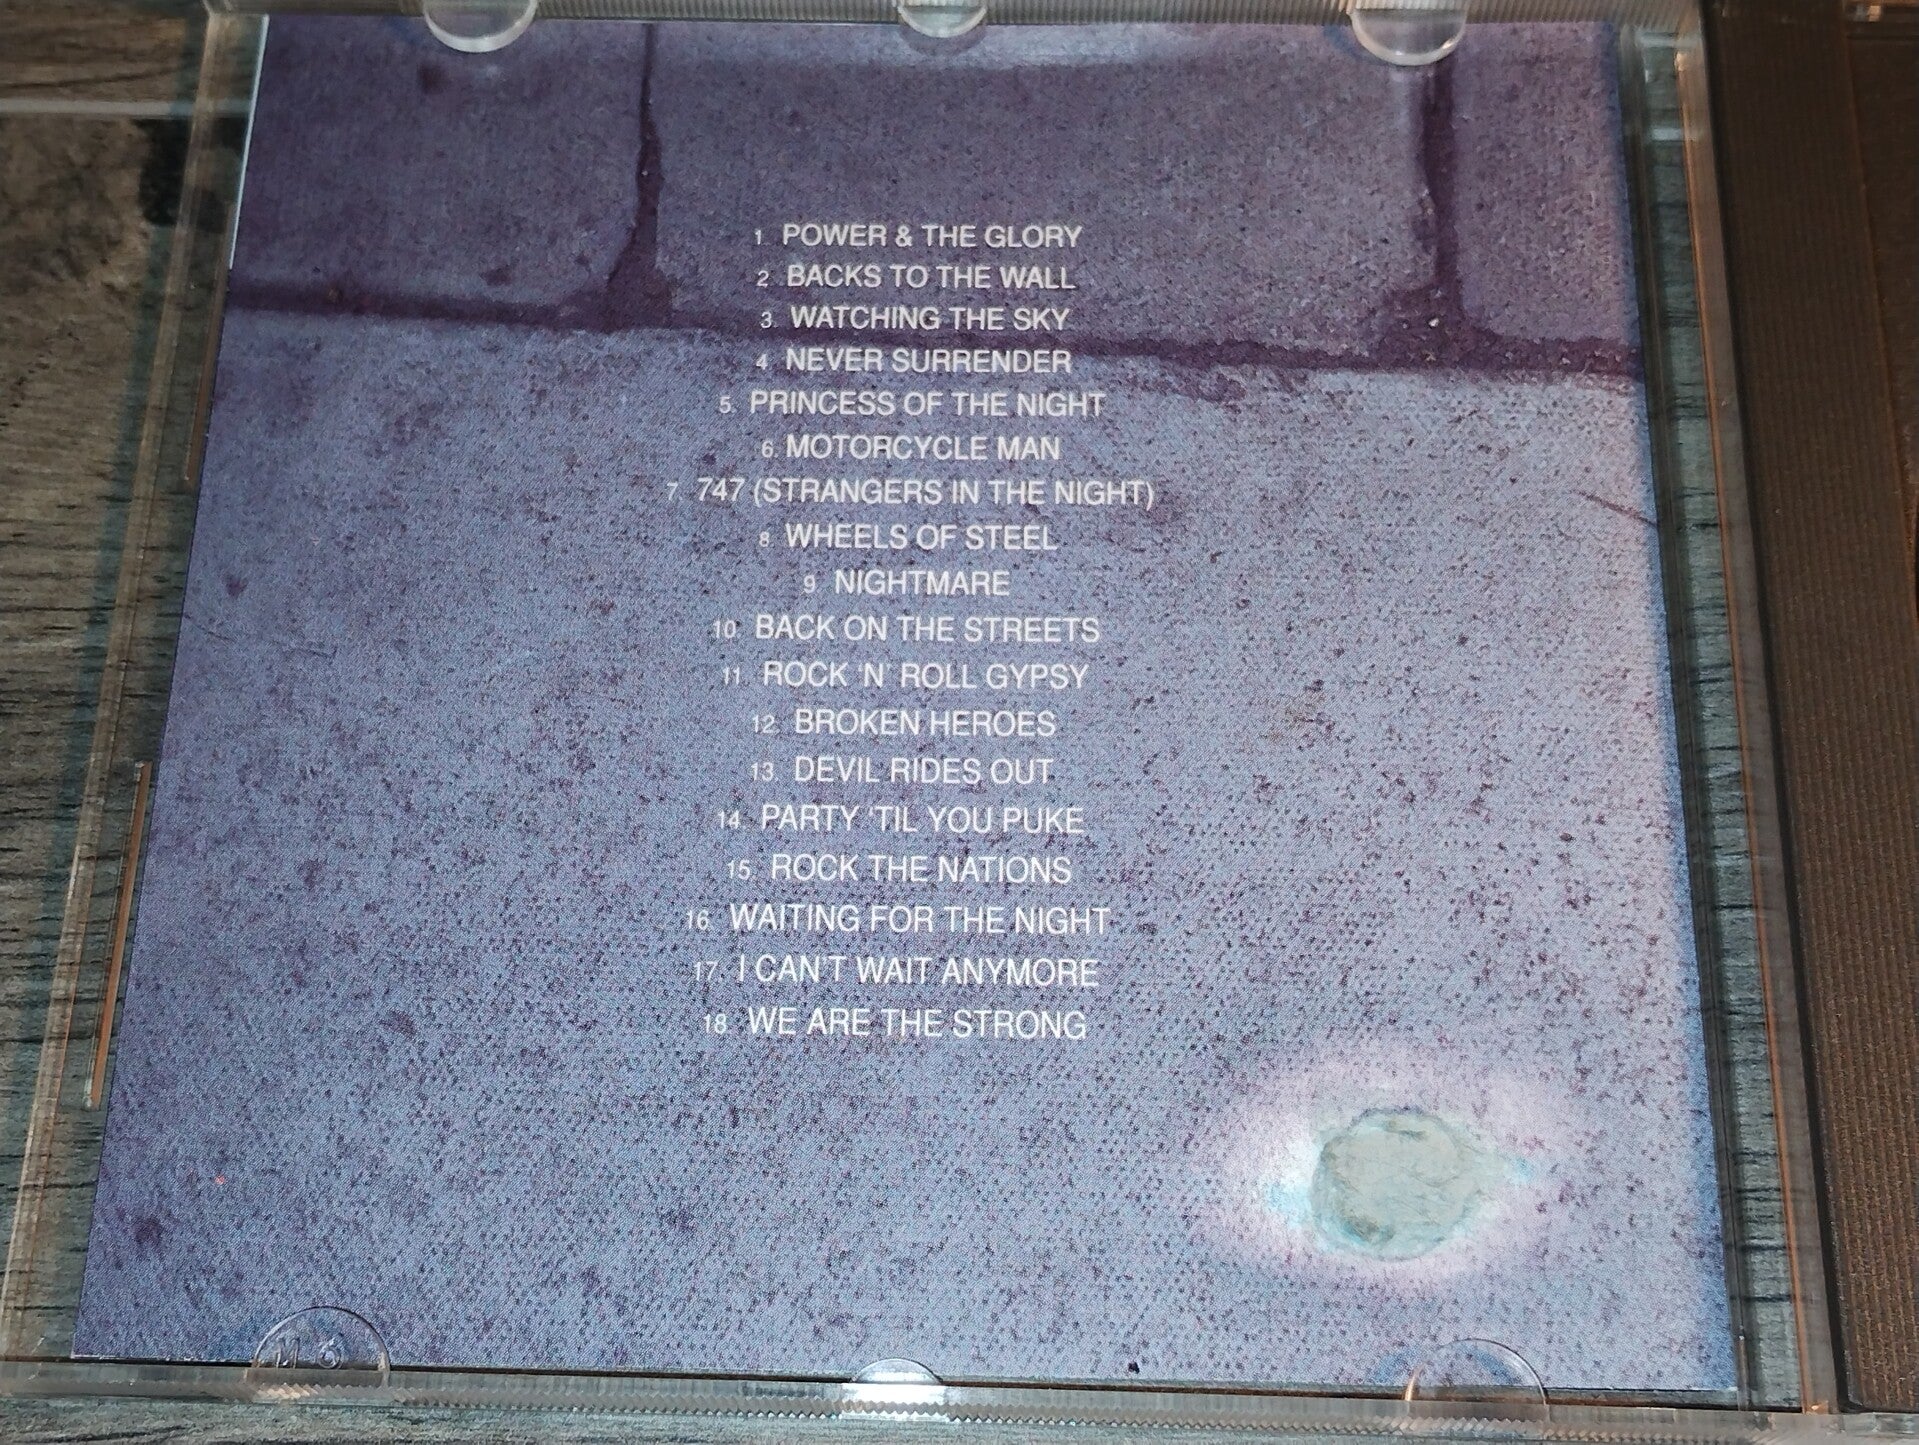 1 POWER & THE GLORY
2 BACKS TO THE WALL
3. WATCHING THE SKY
4 NEVER SURRENDER
5. PRINCESS OF THE NIGHT
6. MOTORCYCLE MAN
7. 747 (STRANGERS IN THE NIGHT)
8 WHEELS OF STEEL
9 NIGHTMARE
10. BACK ON THE STREETS
11. ROCK 'N' ROLL GYPSY
12 BROKEN HEROES
13. DEVIL RIDES OUT
14. PARTY 'TIL YOU PUKE
15. ROCK THE NATIONS
16. WAITING FOR THE NIGHT
17. I CAN'T WAIT ANYMORE
18. WE ARE THE STRONG